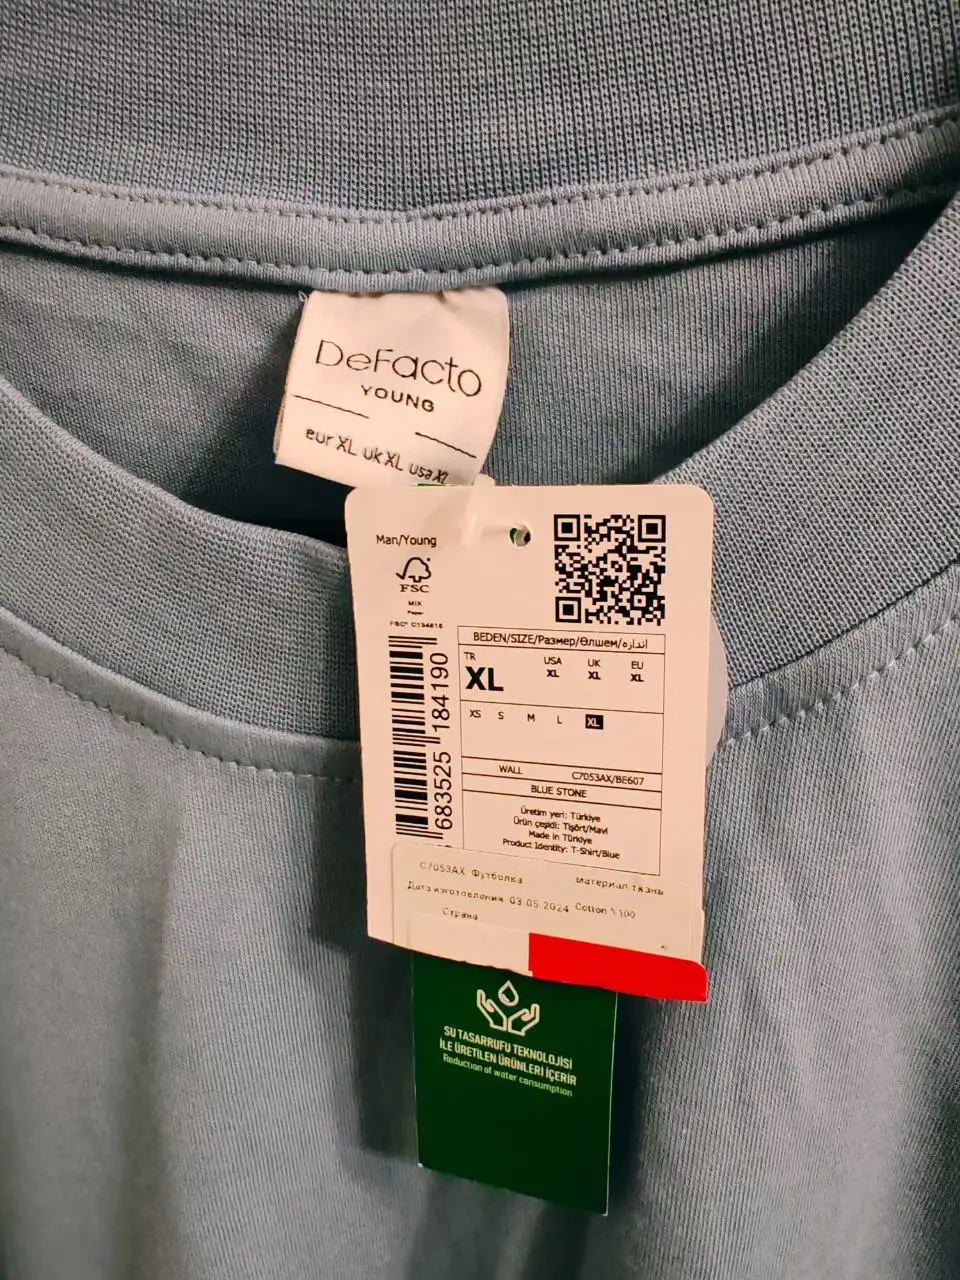 DeFacto
YOUNG
eur XL uk XL usa XL
Man/Young
FSC
MIX
Paper
FSC® C134616
683525 184190
BEDEN/SIZE/Размер/Өлшем/اندازه
TR USA UK EU
XL XL XL XL
XS S M L XL
WALL C7053AX/BE607
BLUE STONE
Üretim yeri: Türkiye
Ürün çeşidi: Tişört/Mavi
Made in Türkiye
Product Identity: T-Shirt/Blue
C7053AX Футболка материал ткань
Дата изготовления 03.05.2024 Cotton %100
Страна
SU TASARRUFU TEKNOLOJİSİ
İLE ÜRETİLEN ÜRÜNLERİ İÇERİR
Reduction of water consumption